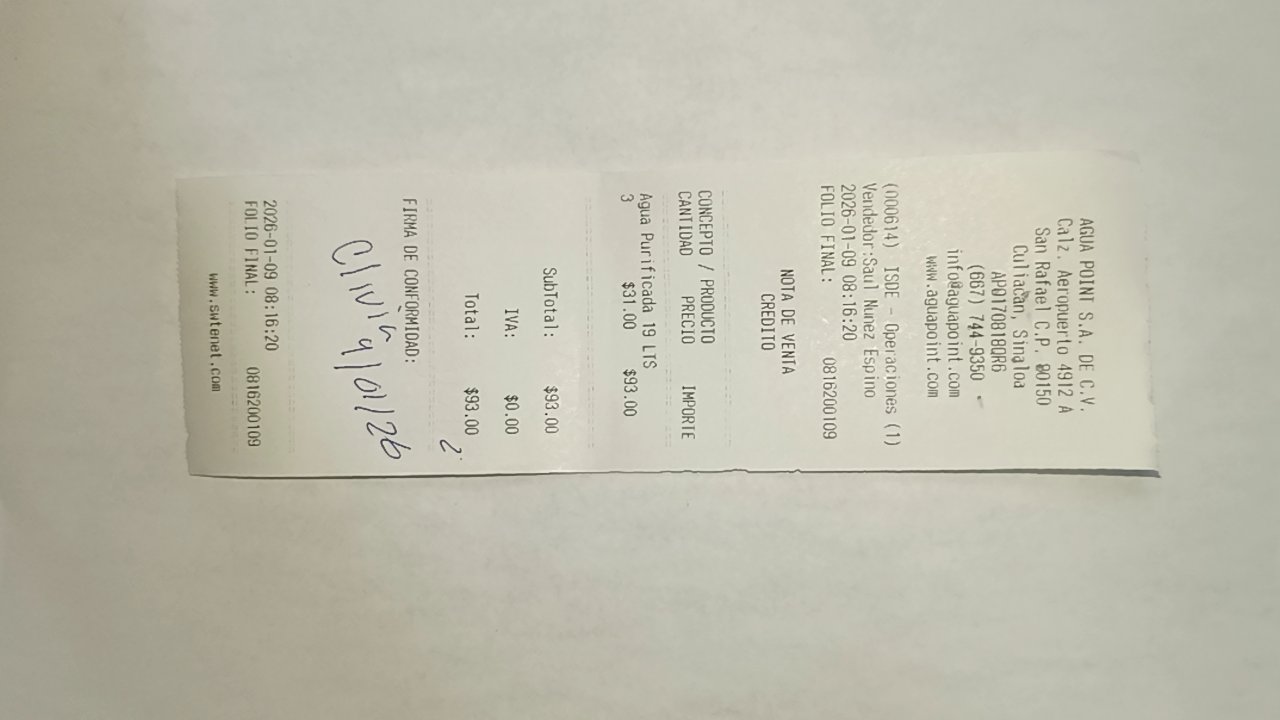 AGUA POINT S.A. DE C.V.
Calz. Aeropuerto 4912 A
San Rafael C.P. 80150
Culiacan, Sinaloa
APO170818QR6
(667) 744-9350
info@aguapoint.com
www.aguapoint.com
(000614) ISDE - Operaciones (1)
Vendedor:Saul Nunez Espino
2026-01-09 08:16:20
FOLIO FINAL: 0816200109
NOTA DE VENTA
CREDITO
CONCEPTO / PRODUCTO
CANTIDAD PRECIO IMPORTE
Agua Purificada 19 LTS
3 $31.00 $93.00
SubTotal: $93.00
IVA: $0.00
Total: $93.00
FIRMA DE CONFORMIDAD:
9/01/26
2026-01-09 08:16:20
FOLIO FINAL: 0816200109
www.swtenet.com